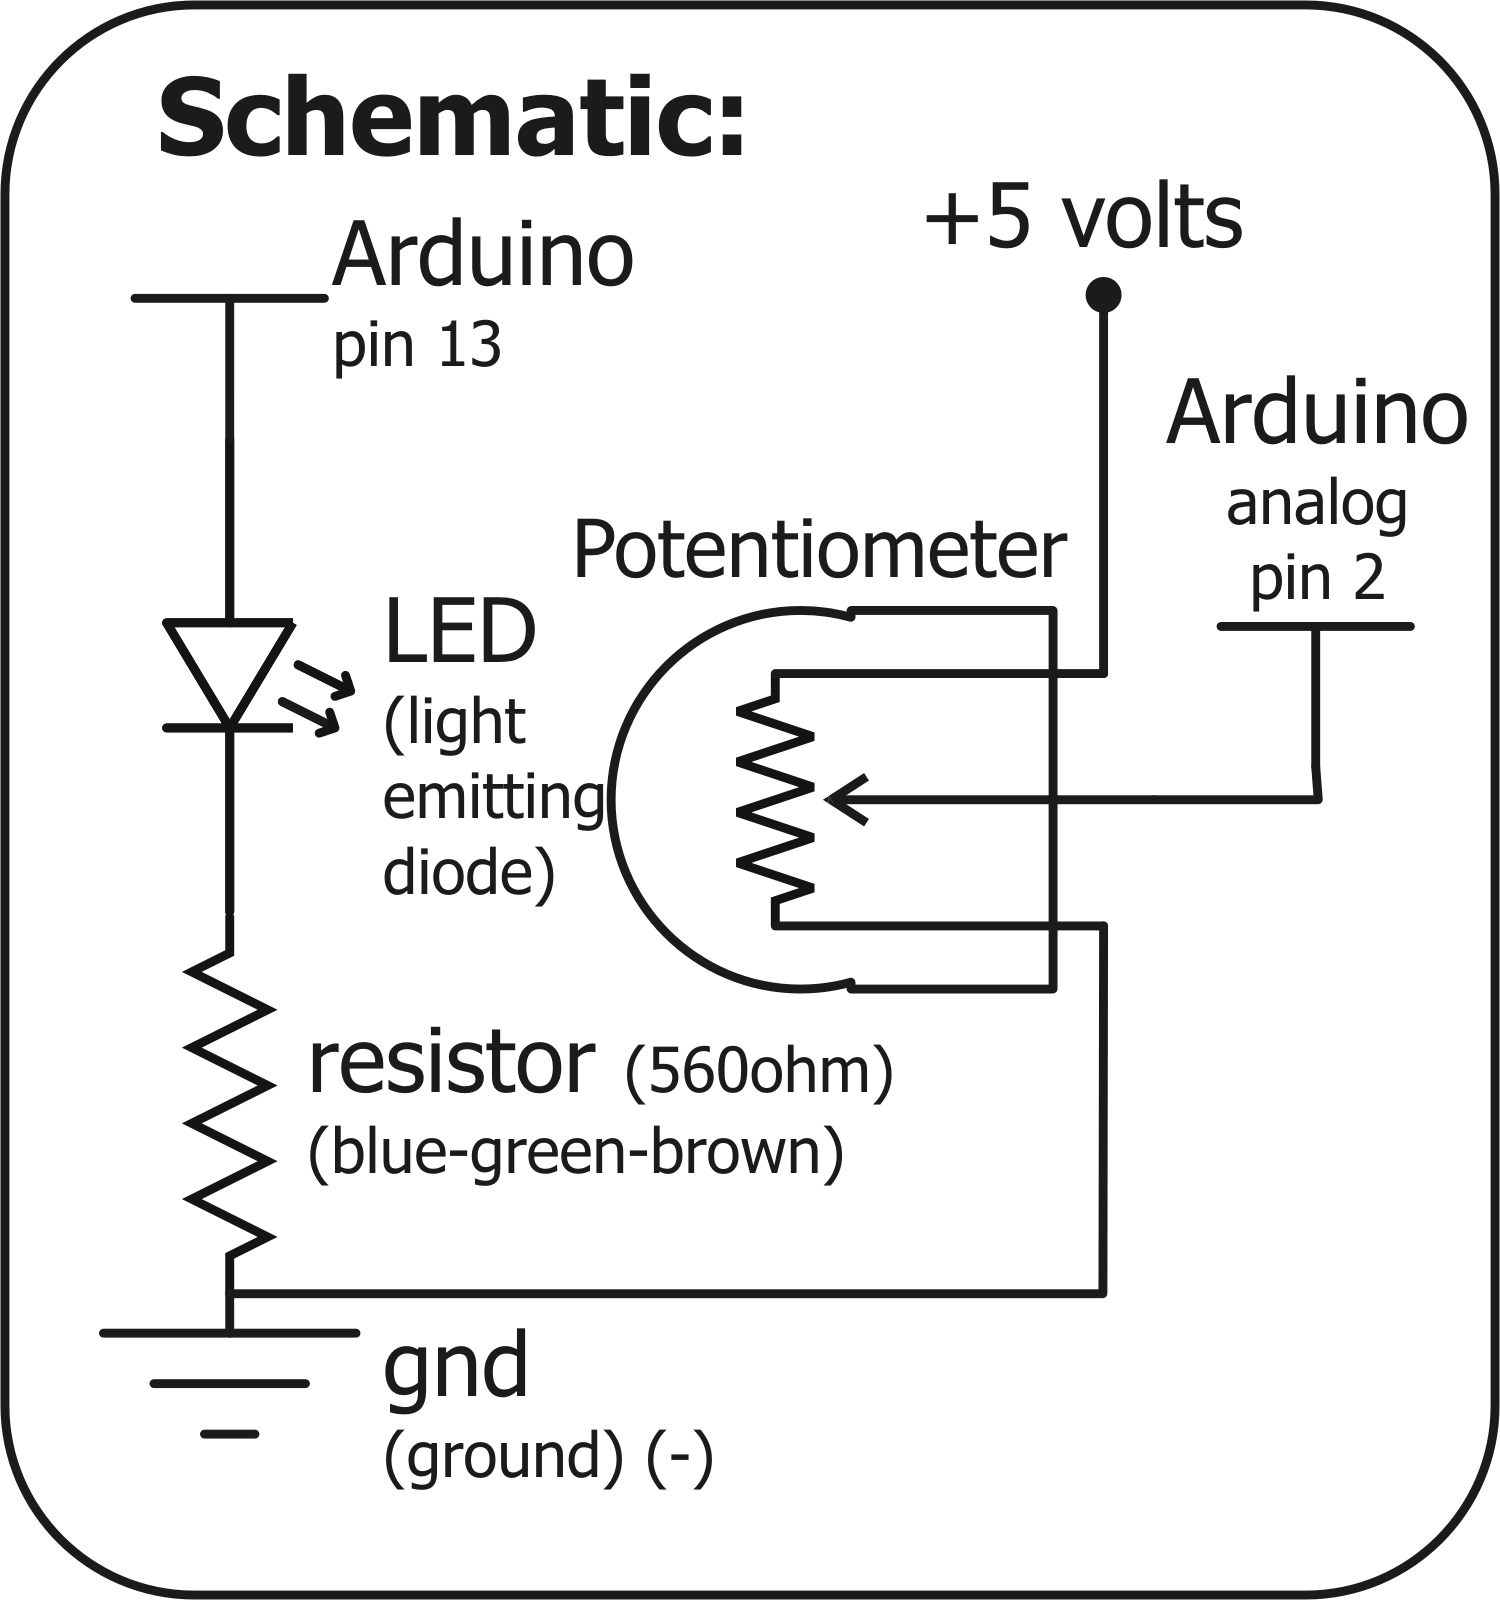 Schematic:
Arduino
pin 13
+5 volts
Arduino
analog
pin 2
Potentiometer
LED
(light
emitting
diode)
resistor (560ohm)
(blue-green-brown)
gnd
(ground) (-)